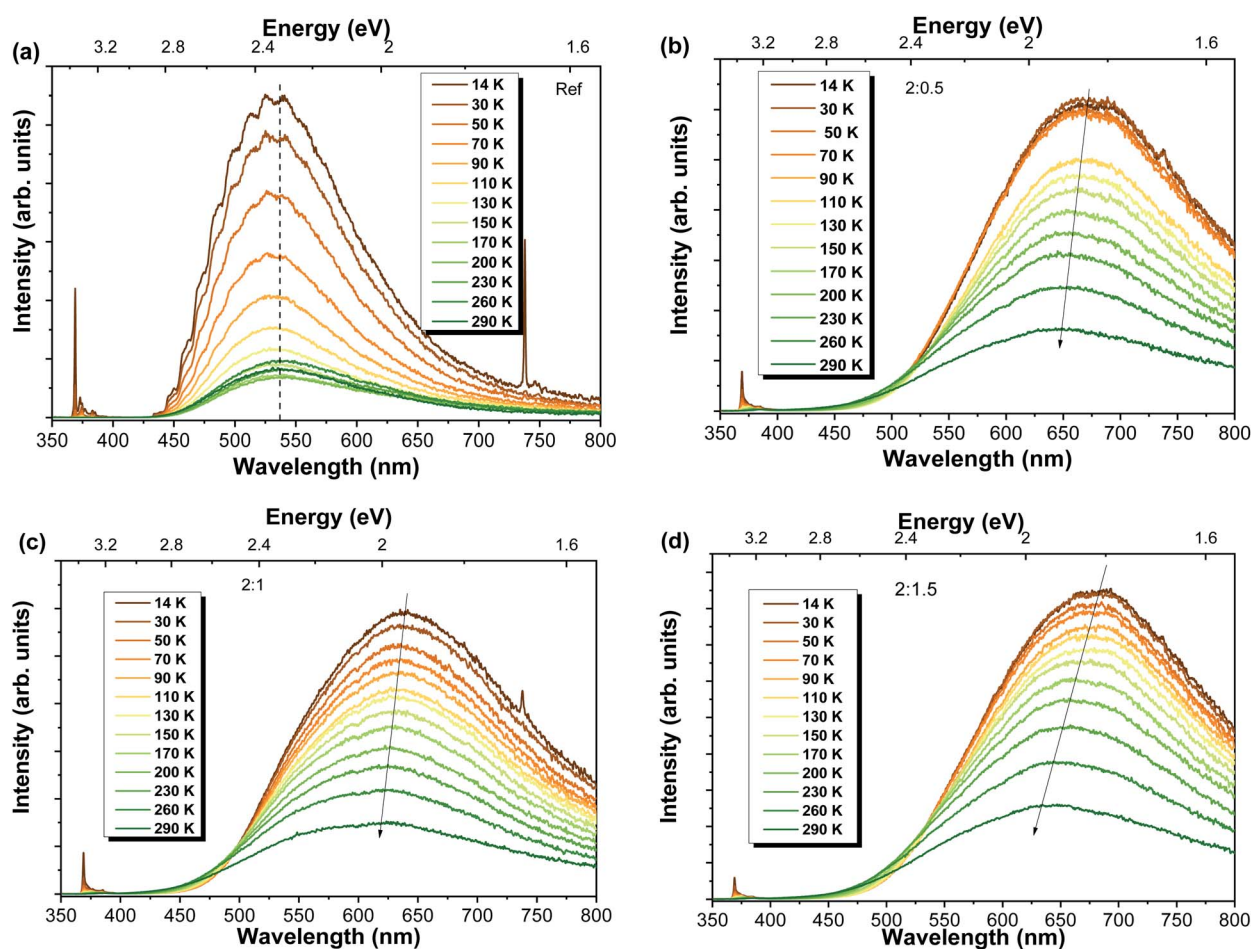 (a)
Energy (eV)
3.2 2.8 2.4 2 1.6
Intensity (arb. units)
14 K
30 K
50 K
70 K
90 K
110 K
130 K
150 K
170 K
200 K
230 K
260 K
290 K
Ref
350 400 450 500 550 600 650 700 750 800
Wavelength (nm)
(b)
Energy (eV)
3.2 2.8 2.4 2 1.6
Intensity (arb. units)
14 K
30 K
50 K
70 K
90 K
110 K
130 K
150 K
170 K
200 K
230 K
260 K
290 K
2:0.5
350 400 450 500 550 600 650 700 750 800
Wavelength (nm)
(c)
Energy (eV)
3.2 2.8 2.4 2 1.6
Intensity (arb. units)
2:1
14 K
30 K
50 K
70 K
90 K
110 K
130 K
150 K
170 K
200 K
230 K
260 K
290 K
350 400 450 500 550 600 650 700 750 800
Wavelength (nm)
(d)
Energy (eV)
3.2 2.8 2.4 2 1.6
Intensity (arb. units)
2:1.5
14 K
30 K
50 K
70 K
90 K
110 K
130 K
150 K
170 K
200 K
230 K
260 K
290 K
350 400 450 500 550 600 650 700 750 800
Wavelength (nm)